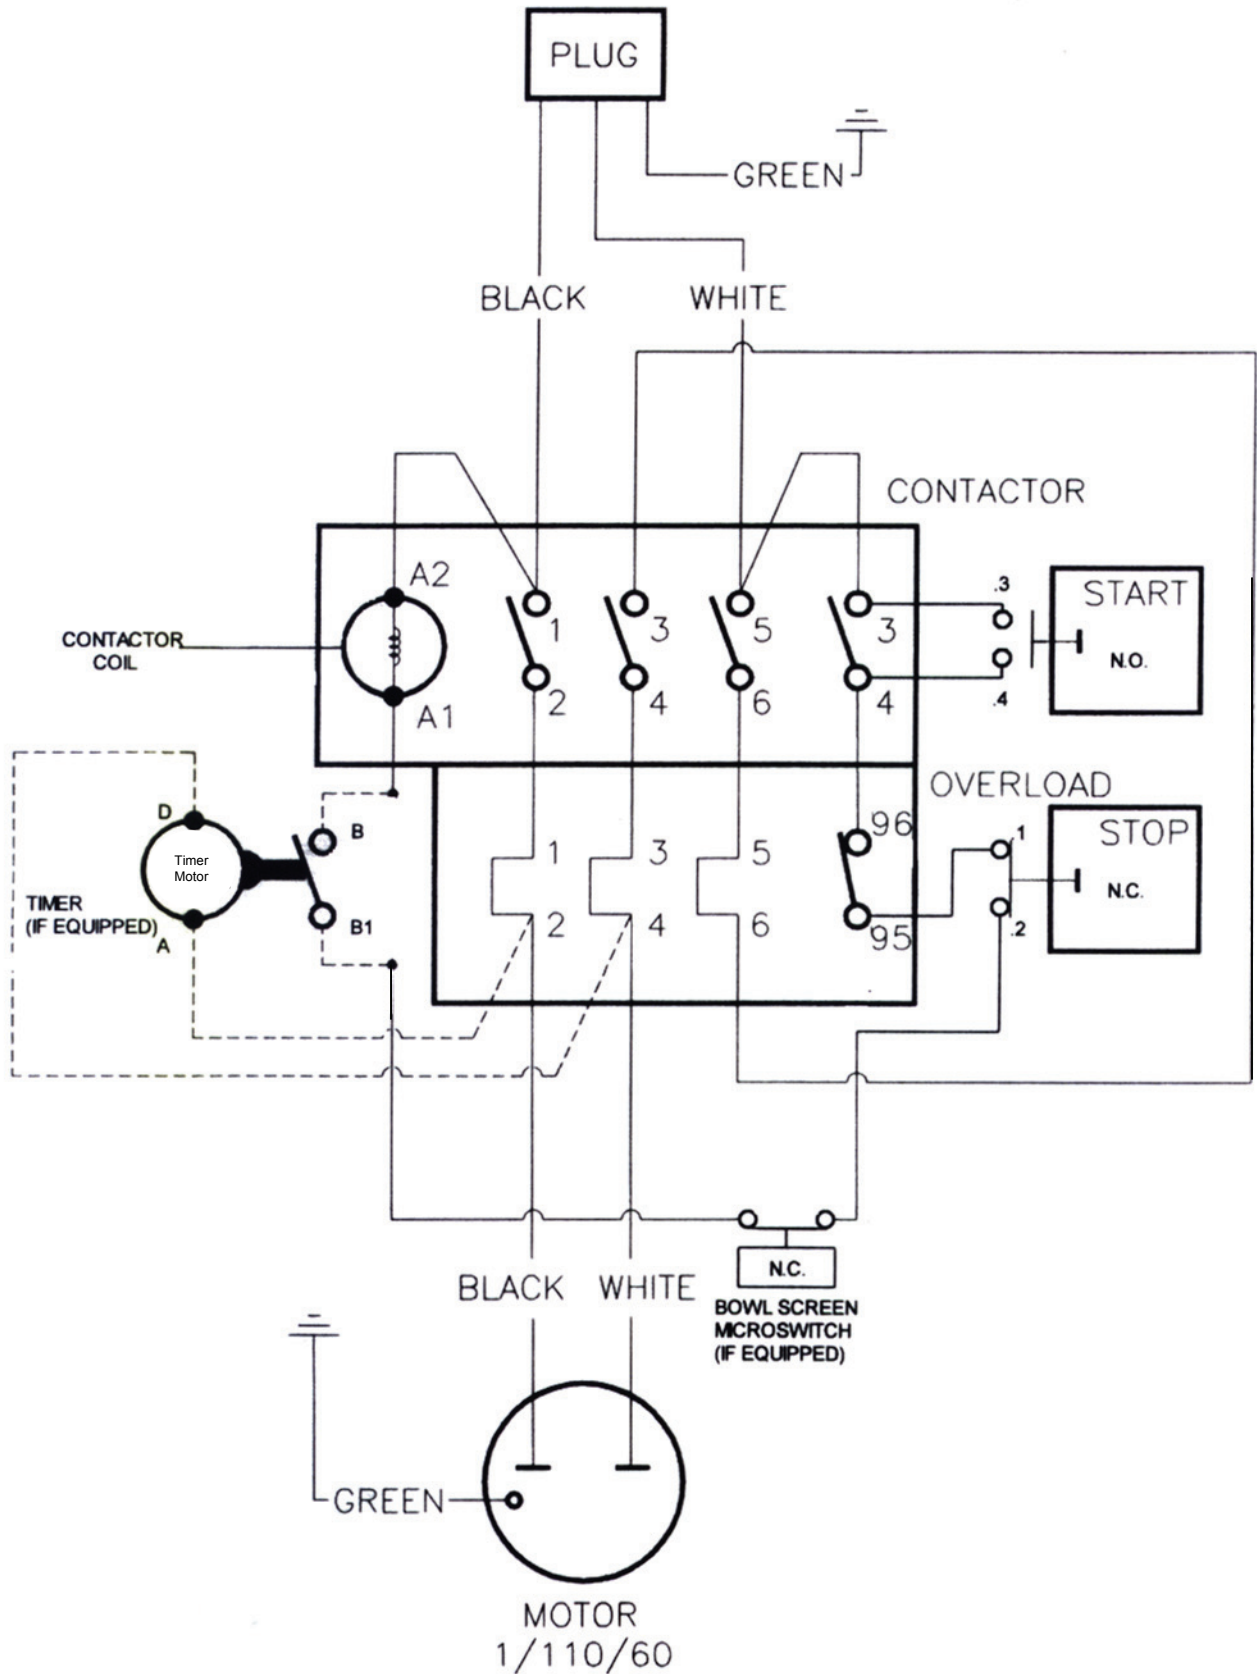 PLUG
GREEN
BLACK
WHITE
CONTACTOR
A2
.3
START
CONTACTOR
COIL
1
3
5
3
N.O.
A1
2
4
6
4
.4
OVERLOAD
D
B
96
.1
STOP
Timer
Motor
1
3
5
N.C.
TIMER
(IF EQUIPPED)
A
B1
2
4
6
95
.2
BLACK
WHITE
N.C.
BOWL SCREEN
MICROSWITCH
(IF EQUIPPED)
GREEN
MOTOR
1/110/60